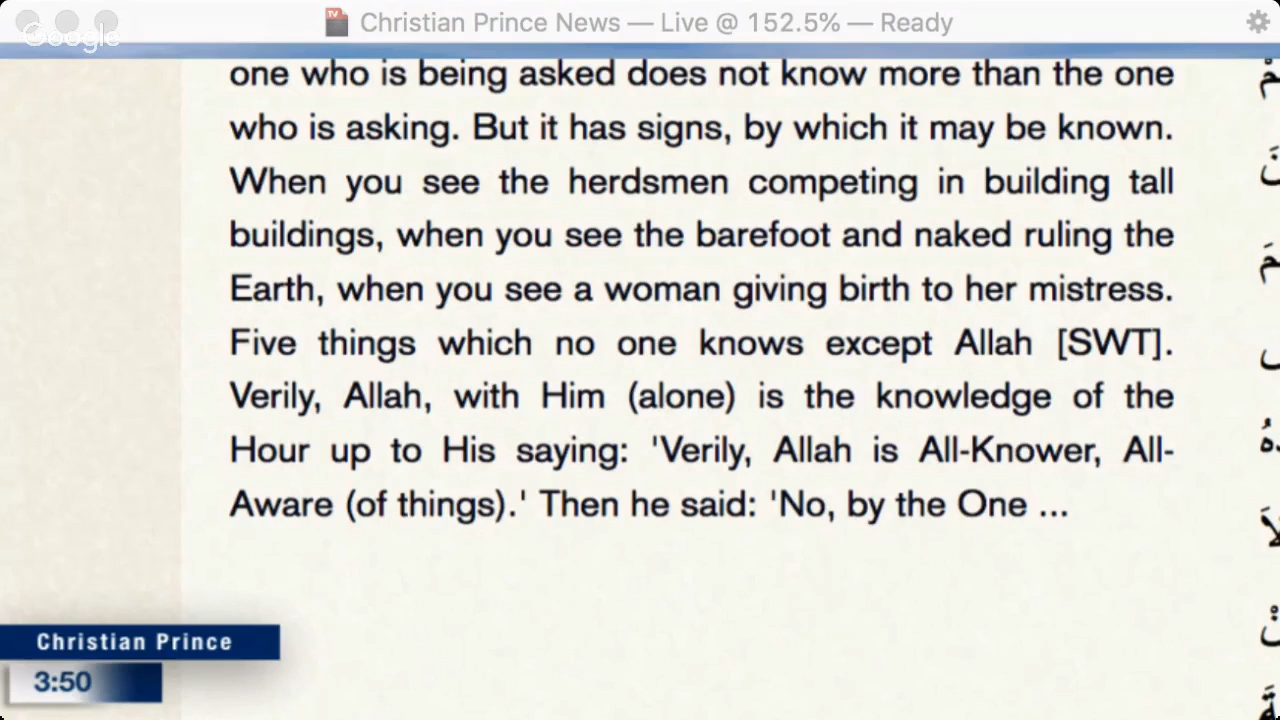 Christian Prince News — Live @ 152.5% — Ready
Google
one who is being asked does not know more than the one
who is asking. But it has signs, by which it may be known.
When you see the herdsmen competing in building tall
buildings, when you see the barefoot and naked ruling the
Earth, when you see a woman giving birth to her mistress.
Five things which no one knows except Allah [SWT].
Verily, Allah, with Him (alone) is the knowledge of the
Hour up to His saying: 'Verily, Allah is All-Knower, All-
Aware (of things).' Then he said: 'No, by the One ...
Christian Prince
3:50